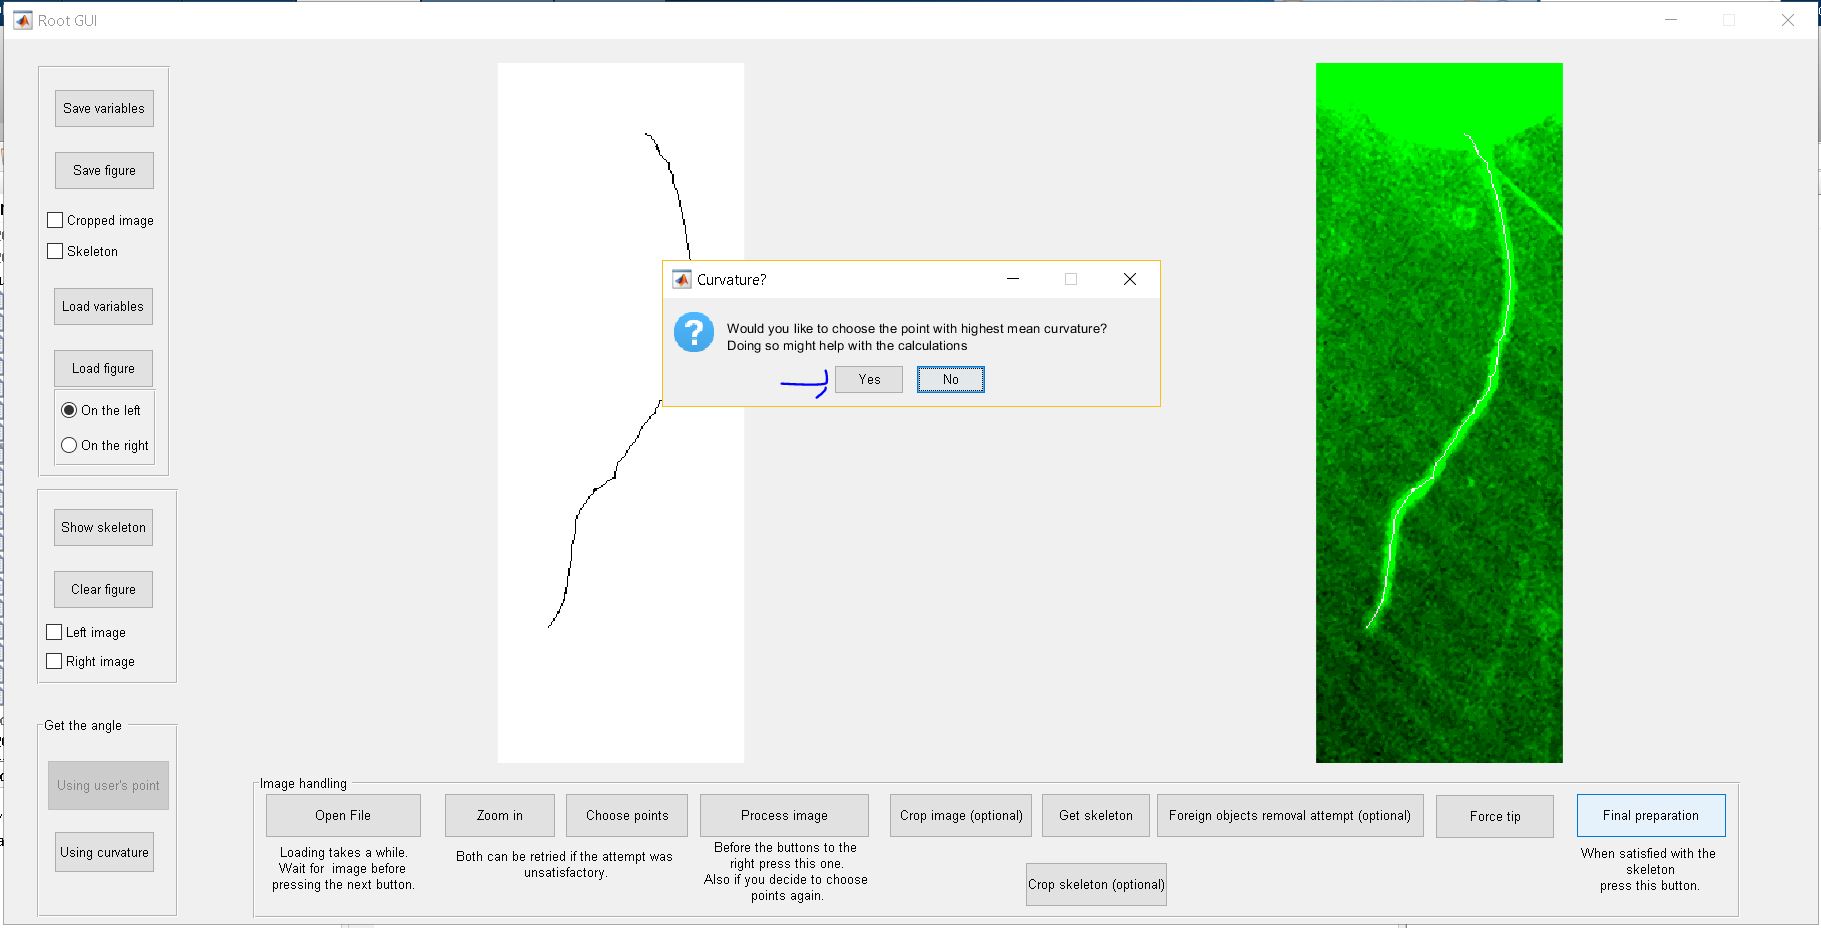 Root GUI
Save variables
Save figure
Cropped image
Skeleton
Load variables
Load figure
On the left
On the right
Show skeleton
Clear figure
Left image
Right image
Get the angle
Using user's point
Using curvature
Curvature?
Would you like to choose the point with highest mean curvature?
Doing so might help with the calculations
Yes
No
Image handling
Open File
Loading takes a while.
Wait for image before
pressing the next button.
Zoom in
Choose points
Both can be retried if the attempt was
unsatisfactory.
Process image
Before the buttons to the
right press this one.
Also if you decide to choose
points again.
Crop image (optional)
Get skeleton
Foreign objects removal attempt (optional)
Force tip
Crop skeleton (optional)
Final preparation
When satisfied with the
skeleton
press this button.